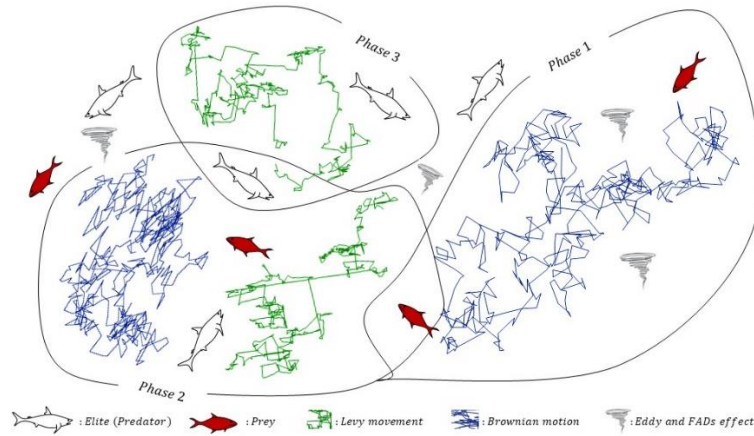 Phase 3
Phase 1
Phase 2
: Elite (Predator) : Prey : Levy movement : Brownian motion : Eddy and FADs effect